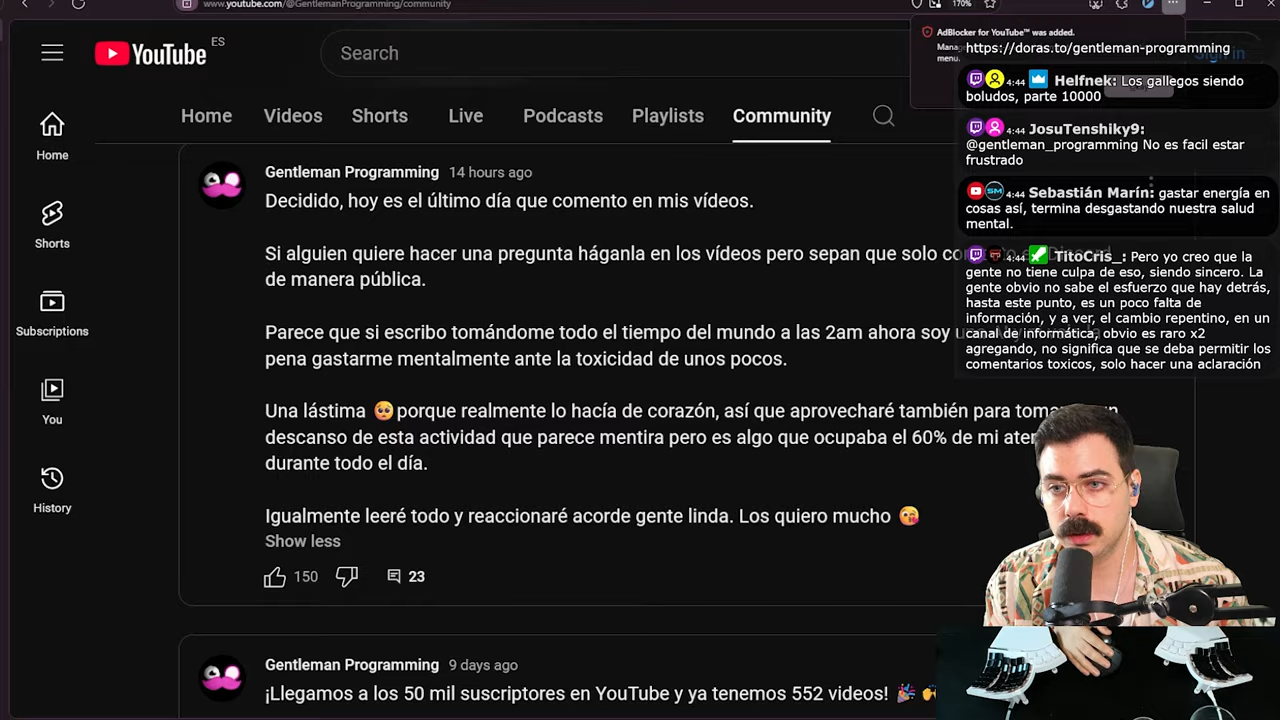 www.youtube.com/@GentlemanProgramming/community
170%
YouTube ES
Search
Sign in
AdBlocker for YouTube™ was added.
menu.
https://doras.to/gentleman-programming
Home
Videos
Shorts
Live
Podcasts
Playlists
Community
Home
Shorts
Subscriptions
You
History
Gentleman Programming 14 hours ago
Decidido, hoy es el último día que comento en mis vídeos.
Si alguien quiere hacer una pregunta háganla en los vídeos pero sepan que solo
de manera pública.
Parece que si escribo tomándome todo el tiempo del mundo a las 2am ahora soy
pena gastarme mentalmente ante la toxicidad de unos pocos.
Una lástima 🥺porque realmente lo hacía de corazón, así que aprovecharé también para
descanso de esta actividad que parece mentira pero es algo que ocupaba el 60% de mi
durante todo el día.
Igualmente leeré todo y reaccionaré acorde gente linda. Los quiero mucho 😘
Show less
150
23
Gentleman Programming 9 days ago
¡Llegamos a los 50 mil suscriptores en YouTube y ya tenemos 552 videos! 🎉
4:44 Helfnek: Los gallegos siendo
boludos, parte 10000
4:44 JosuTenshiky9:
@gentleman_programming No es facil estar
frustrado
SM 4:44 Sebastián Marín: gastar energía en
cosas así, termina desgastando nuestra salud
mental.
4:44 TitoCris_: Pero yo creo que la
gente no tiene culpa de eso, siendo sincero. La
gente obvio no sabe el esfuerzo que hay detrás,
hasta este punto, es un poco falta de
información, y a ver, el cambio repentino, en un
canal de informática, obvio es raro x2
agregando, no significa que se deba permitir los
comentarios toxicos, solo hacer una aclaración